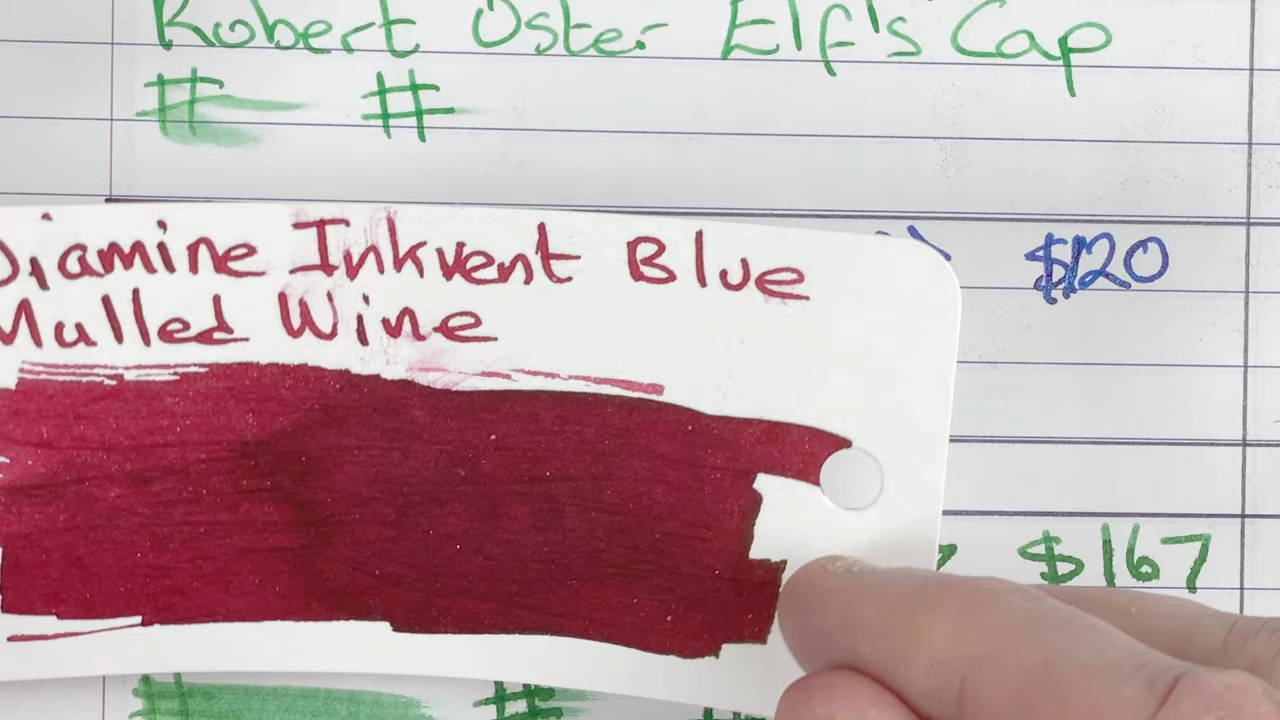 Robert Oster Elf's Cap
# #
$120
Diamine Inkvent Blue
Mulled Wine
$167
# #